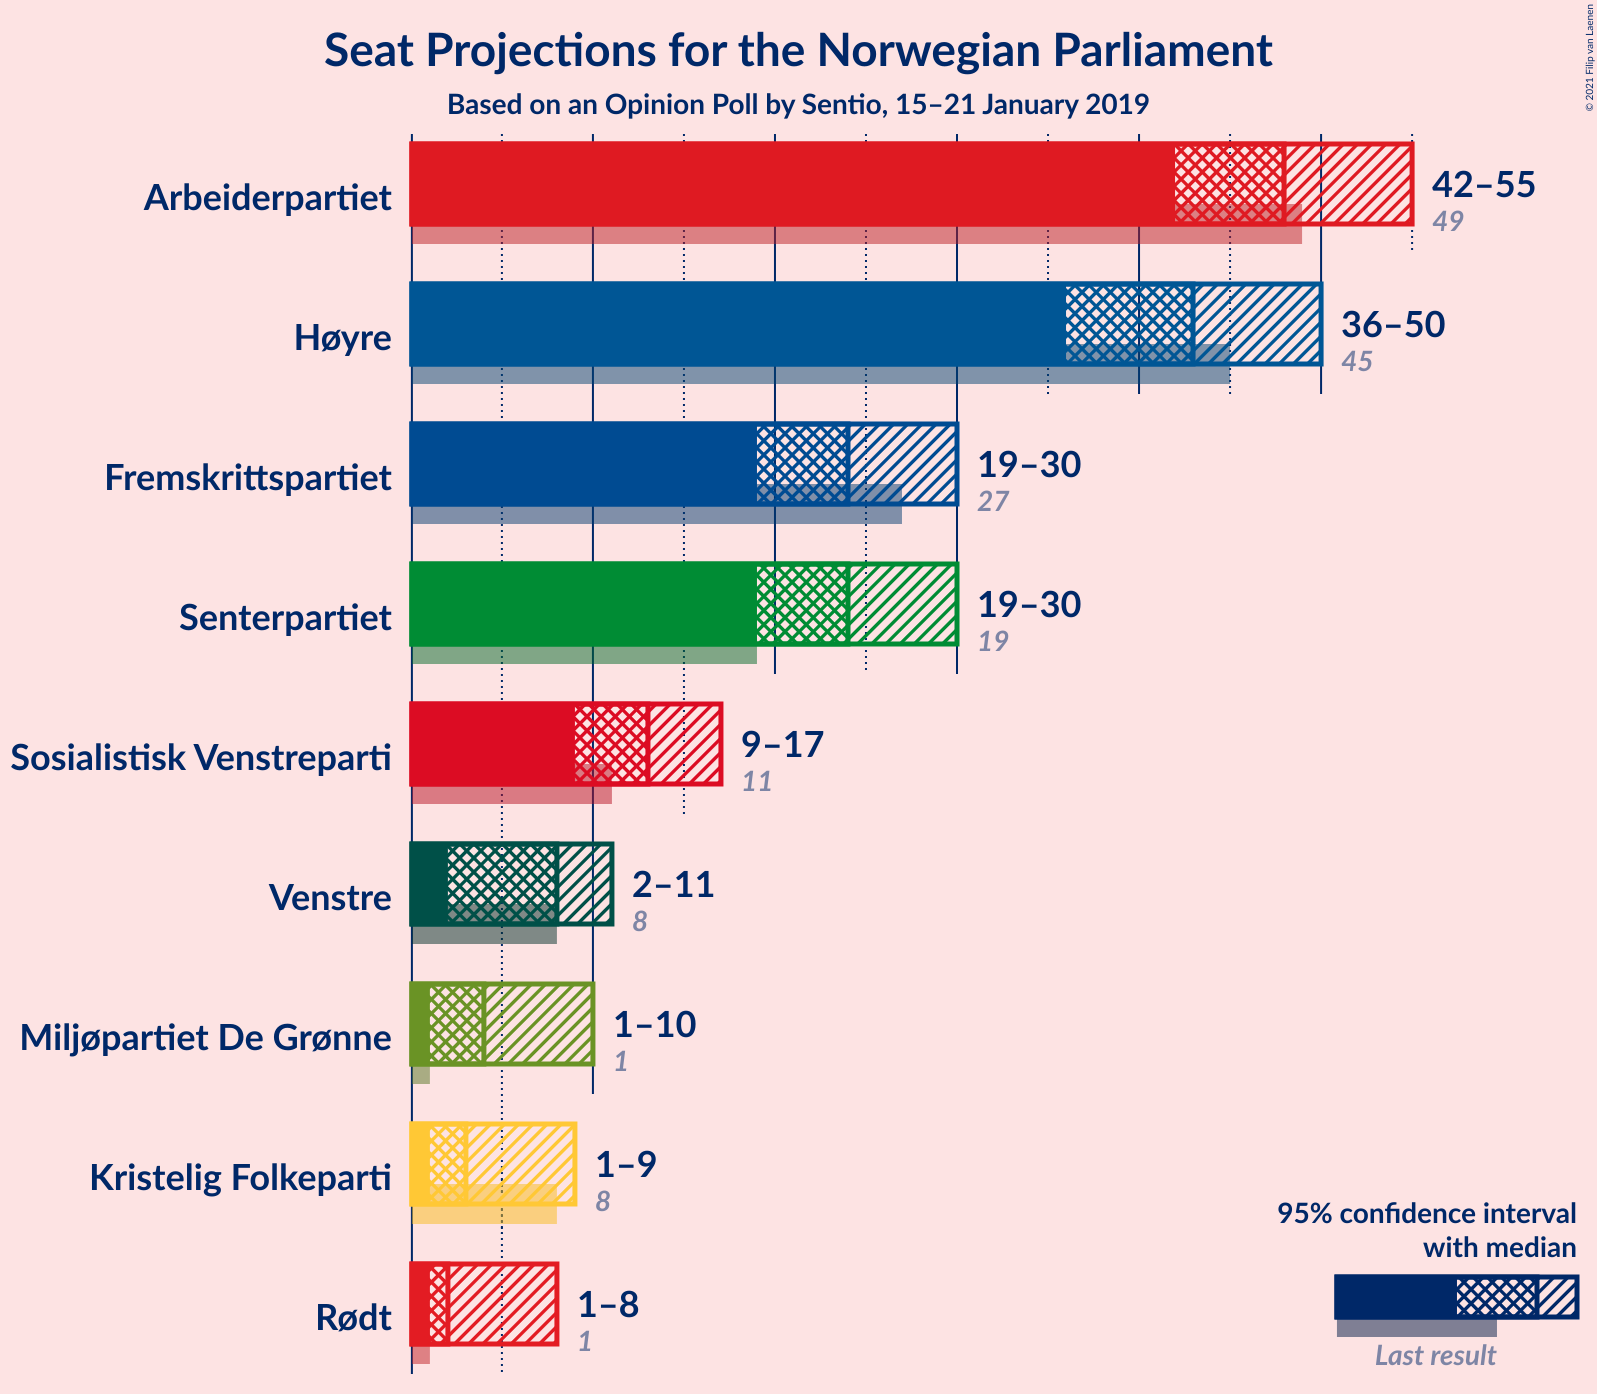 Seat Projections for the Norwegian Parliament
Based on an Opinion Poll by Sentio, 15–21 January 2019
© 2021 Filip van Laenen
Arbeiderpartiet
42–55
49
Høyre
36–50
45
Fremskrittspartiet
19–30
27
Senterpartiet
19–30
19
Sosialistisk Venstreparti
9–17
11
Venstre
2–11
8
Miljøpartiet De Grønne
1–10
1
Kristelig Folkeparti
1–9
8
Rødt
1–8
1
95% confidence interval
with median
Last result